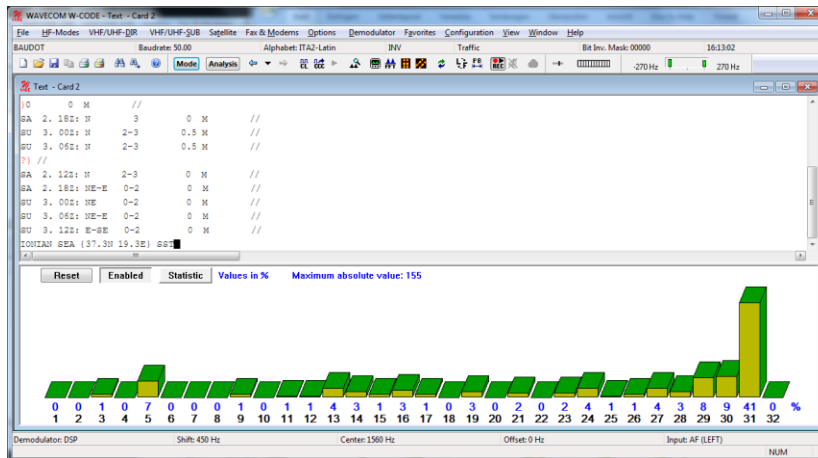 WAVECOM W-CODE - Text - Card 2
File HF-Modes VHF/UHF-DIR VHF/UHF-SUB Satellite Fax & Modems Options Demodulator Favorites Configuration View Window Help
BAUDOT Baudrate: 50.00 Alphabet: ITA2-Latin INV Traffic Bit Inv. Mask: 00000 16:13:02
Mode Analysis REC -270 Hz 270 Hz
Text - Card 2
)0 0 M //
SA 2. 18Z: N 3 0 M //
SU 3. 00Z: N 2-3 0.5 M //
SU 3. 06Z: N 2-3 0.5 M //
?) //
SA 2. 12Z: N 2-3 0 M //
SA 2. 18Z: NE-E 0-2 0 M //
SU 3. 00Z: NE 0-2 0 M //
SU 3. 06Z: NE-E 0-2 0 M //
SU 3. 12Z: E-SE 0-2 0 M //
IONIAN SEA (37.3N 19.3E) SST
Reset Enabled Statistic Values in % Maximum absolute value: 155
0 0 1 0 7 0 0 0 1 0 1 1 4 3 1 3 1 0 3 0 2 0 2 4 1 1 4 3 8 9 41 0 %
1 2 3 4 5 6 7 8 9 10 11 12 13 14 15 16 17 18 19 20 21 22 23 24 25 26 27 28 29 30 31 32
Demodulator: DSP Shift: 450 Hz Center: 1560 Hz Offset: 0 Hz Input: AF (LEFT)
NUM